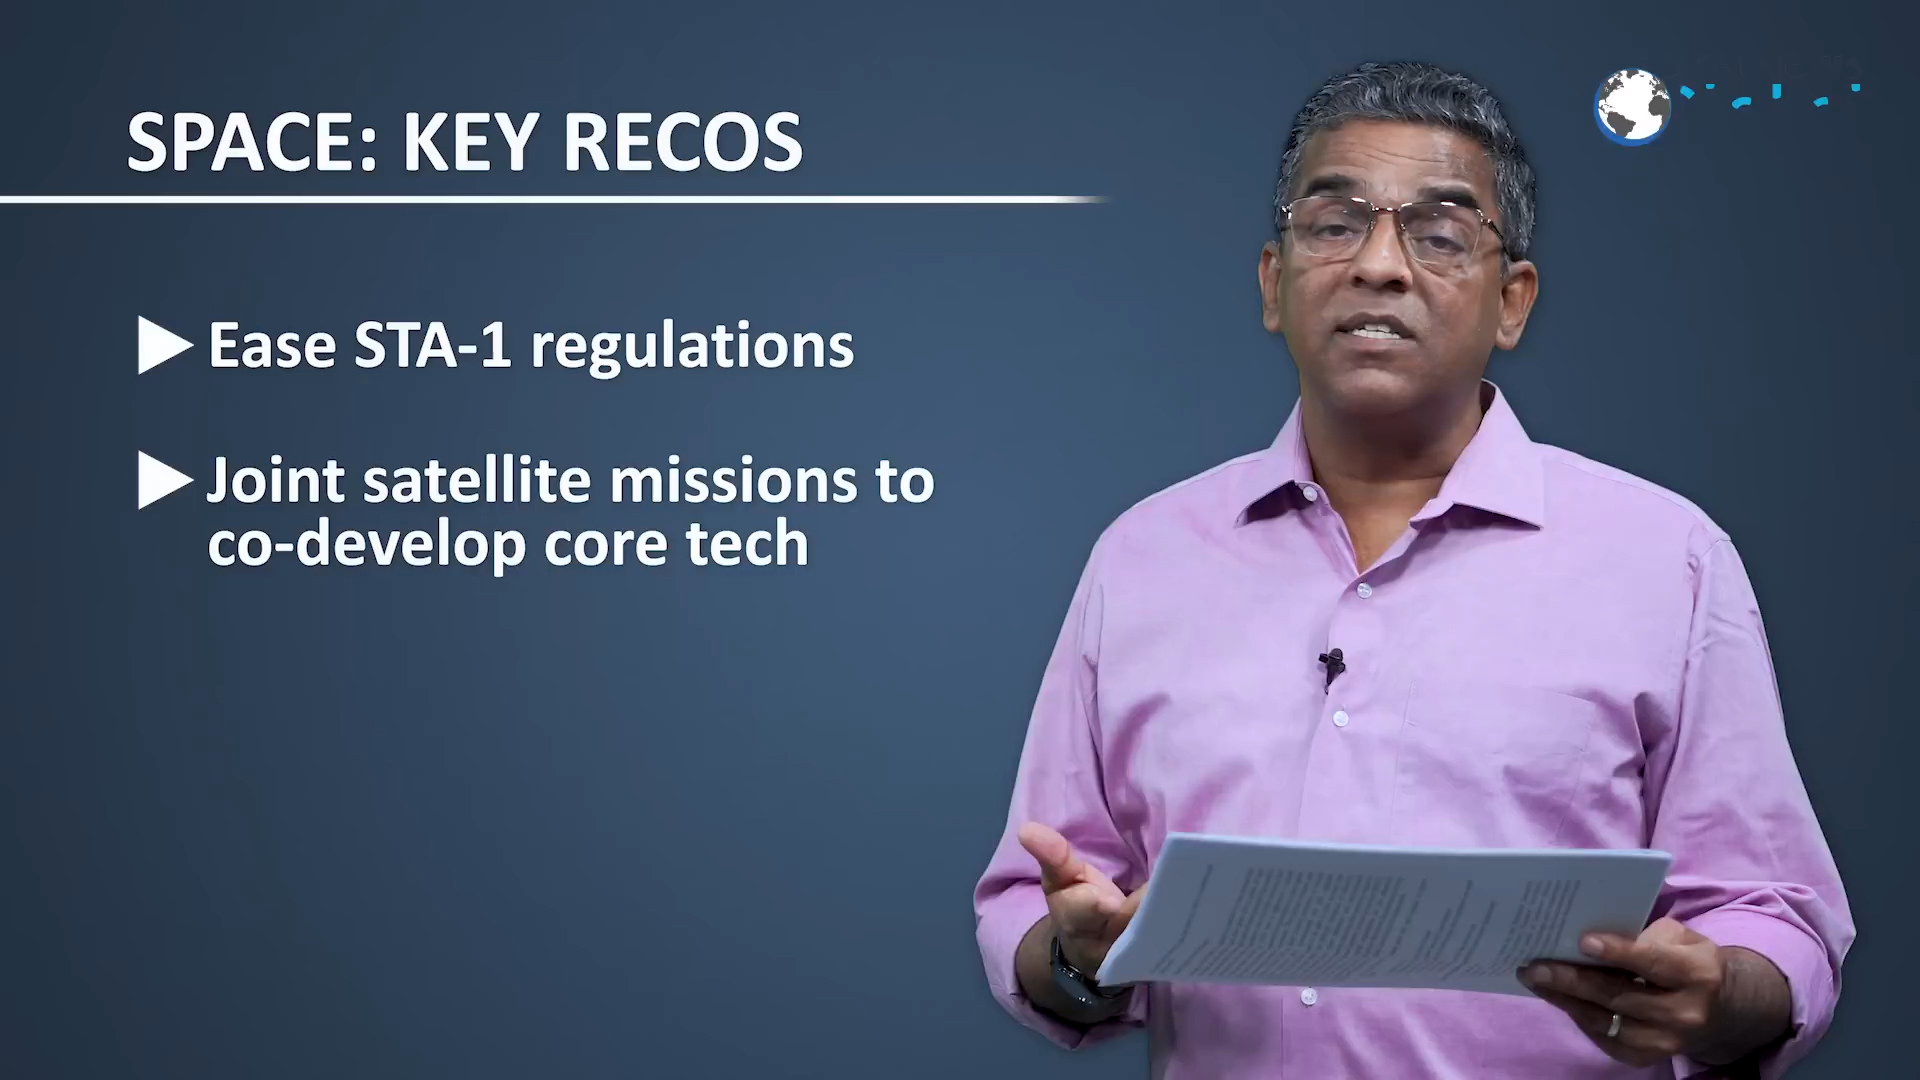 SPACE: KEY RECOS
Ease STA-1 regulations
Joint satellite missions to
co-develop core tech